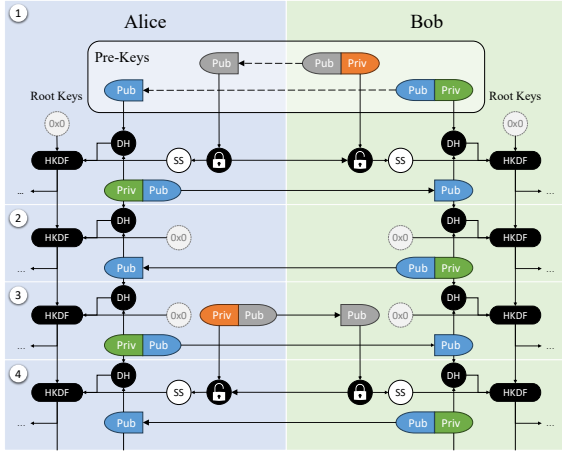 1 Alice Bob
Pre-Keys
Pub Pub Priv
Pub Pub Priv
Root Keys Root Keys
0x0 0x0
DH DH
HKDF SS SS HKDF
... ...
Priv Pub Pub
2
DH DH
HKDF 0x0 0x0 HKDF
... Pub Pub Priv ...
3
DH DH
HKDF 0x0 Priv Pub Pub 0x0 HKDF
... Priv Pub Pub ...
4
DH DH
HKDF SS SS HKDF
... Pub Pub Priv ...